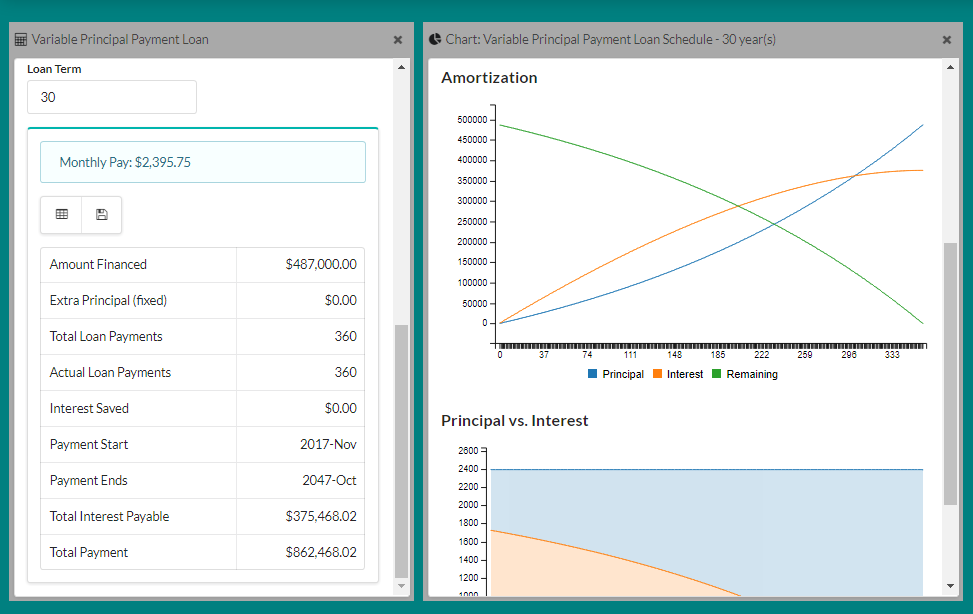 Variable Principal Payment Loan
Loan Term
30
Monthly Pay: $2,395.75
Amount Financed $487,000.00
Extra Principal (fixed) $0.00
Total Loan Payments 360
Actual Loan Payments 360
Interest Saved $0.00
Payment Start 2017-Nov
Payment Ends 2047-Oct
Total Interest Payable $375,468.02
Total Payment $862,468.02
Chart: Variable Principal Payment Loan Schedule - 30 year(s)
Amortization
500000
450000
400000
350000
300000
250000
200000
150000
100000
50000
0
0 37 74 111 148 185 222 259 296 333
Principal Interest Remaining
Principal vs. Interest
2600
2400
2200
2000
1800
1600
1400
1200
1000